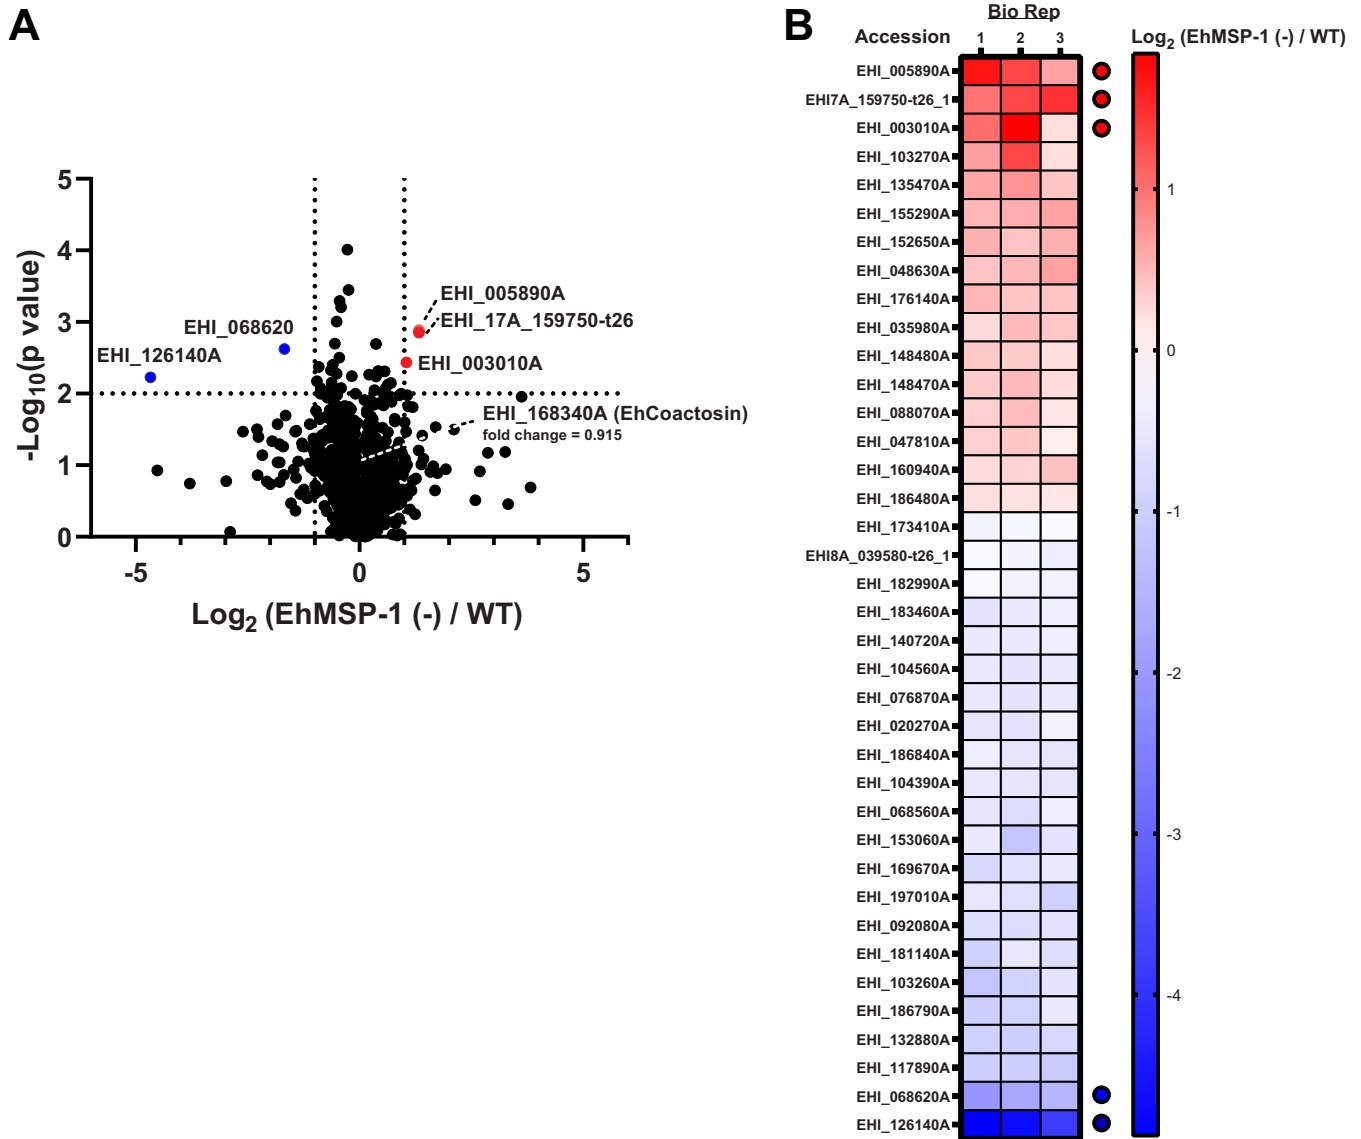 A
5
4
3
2
1
0
-Log10(p value)
EHI_005890A
EHI_17A_159750-t26
EHI_068620
EHI_126140A
EHI_003010A
EHI_168340A (EhCoactosin)
fold change = 0.915
-5
0
5
Log2 (EhMSP-1 (-) / WT)
B
Bio Rep
Accession
1 2 3
Log2 (EhMSP-1 (-) / WT)
EHI_005890A
EHI7A_159750-t26_1
EHI_003010A
EHI_103270A
EHI_135470A
EHI_155290A
EHI_152650A
EHI_048630A
EHI_176140A
EHI_035980A
EHI_148480A
EHI_148470A
EHI_088070A
EHI_047810A
EHI_160940A
EHI_186480A
EHI_173410A
EHI8A_039580-t26_1
EHI_182990A
EHI_183460A
EHI_140720A
EHI_104560A
EHI_076870A
EHI_020270A
EHI_186840A
EHI_104390A
EHI_068560A
EHI_153060A
EHI_169670A
EHI_197010A
EHI_092080A
EHI_181140A
EHI_103260A
EHI_186790A
EHI_132880A
EHI_117890A
EHI_068620A
EHI_126140A
1
0
-1
-2
-3
-4